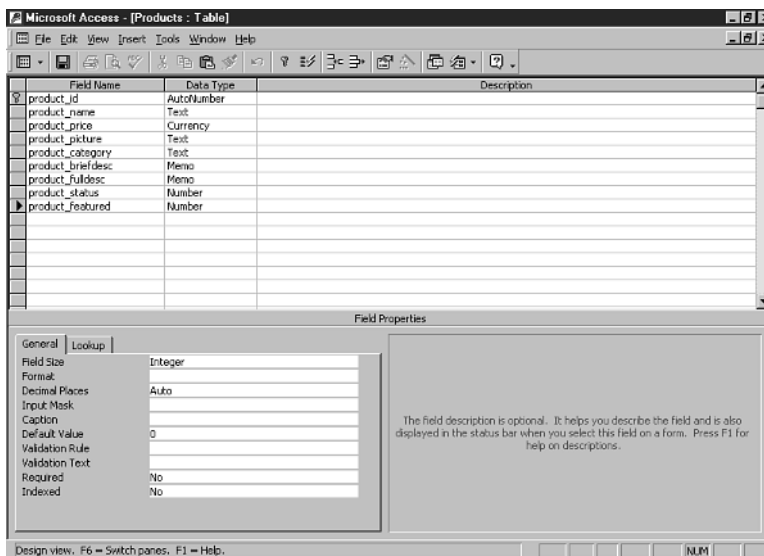 Microsoft Access - [Products : Table]
File Edit View Insert Tools Window Help
Field Name Data Type Description
product_id AutoNumber
product_name Text
product_price Currency
product_picture Text
product_category Text
product_briefdesc Memo
product_fulldesc Memo
product_status Number
product_featured Number
Field Properties
General Lookup
Field Size Integer
Format
Decimal Places Auto
Input Mask
Caption
Default Value 0
Validation Rule
Validation Text
Required No
Indexed No
The field description is optional. It helps you describe the field and is also
displayed in the status bar when you select this field on a form. Press F1 for
help on descriptions.
Design view. F6 = Switch panes. F1 = Help.
NUM